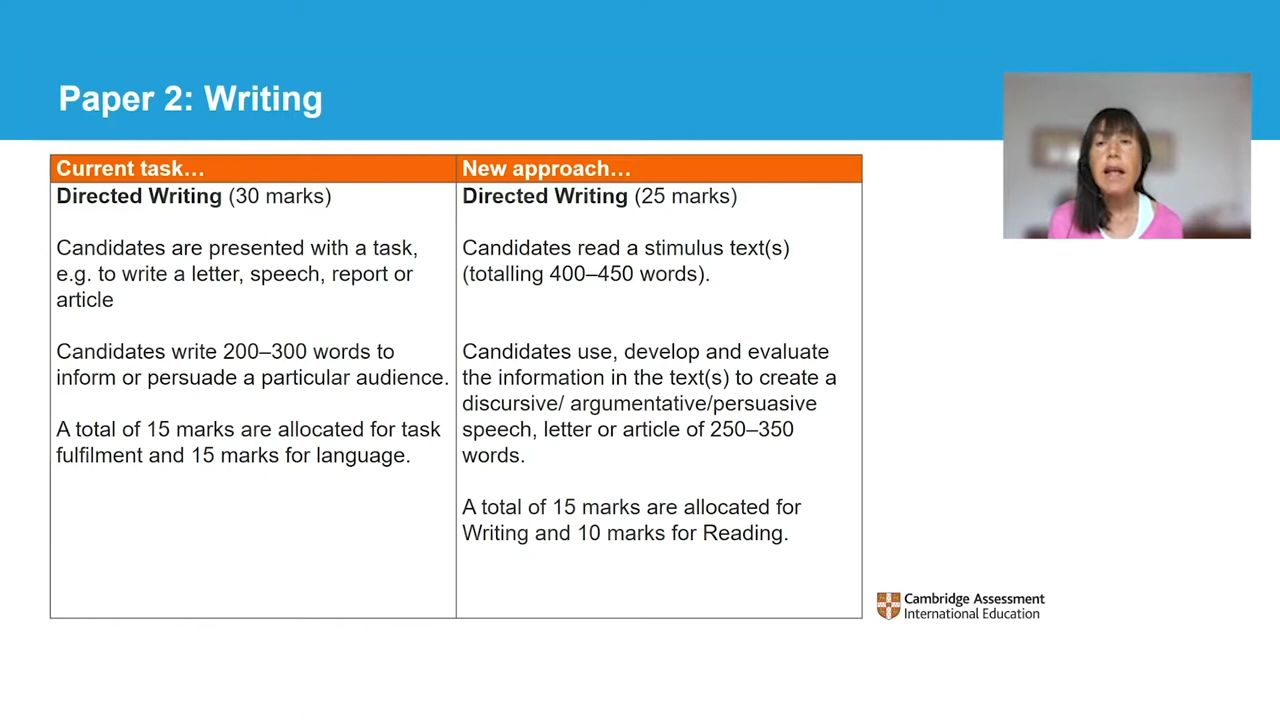 Paper 2: Writing
Current task…
Directed Writing (30 marks)
Candidates are presented with a task,
e.g. to write a letter, speech, report or
article
Candidates write 200–300 words to
inform or persuade a particular audience.
A total of 15 marks are allocated for task
fulfilment and 15 marks for language.
New approach…
Directed Writing (25 marks)
Candidates read a stimulus text(s)
(totalling 400–450 words).
Candidates use, develop and evaluate
the information in the text(s) to create a
discursive/ argumentative/persuasive
speech, letter or article of 250–350
words.
A total of 15 marks are allocated for
Writing and 10 marks for Reading.
Cambridge Assessment
International Education